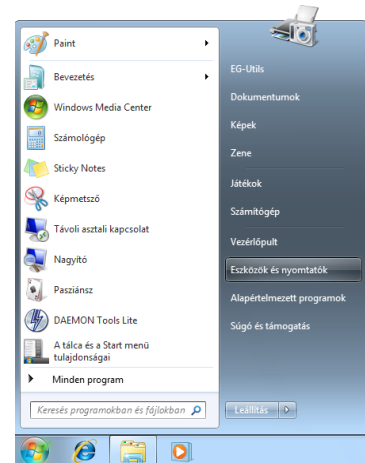 Paint
Bevezetés
Windows Media Center
Számológép
Sticky Notes
Képmetsző
Távoli asztali kapcsolat
Nagyító
Pasziánsz
DAEMON Tools Lite
A tálca és a Start menü
tulajdonságai
Minden program
Keresés programokban és fájlokban
EG-Utils
Dokumentumok
Képek
Zene
Játékok
Számítógép
Vezérlőpult
Eszközök és nyomtatók
Alapértelmezett programok
Súgó és támogatás
Leállítás